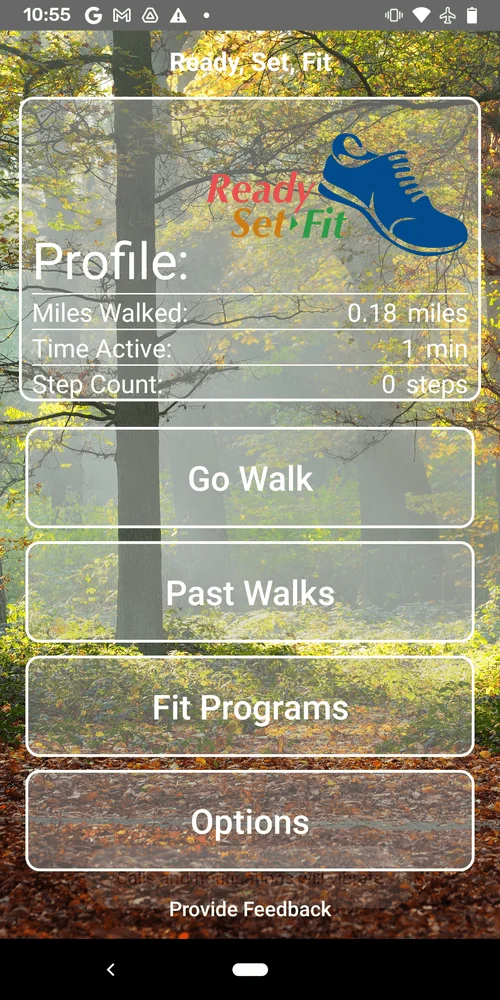 10:55
Ready, Set, Fit
Ready
Set Fit
Profile:
Miles Walked: 0.18 miles
Time Active: 1 min
Step Count: 0 steps
Go Walk
Past Walks
Fit Programs
Options
Provide Feedback